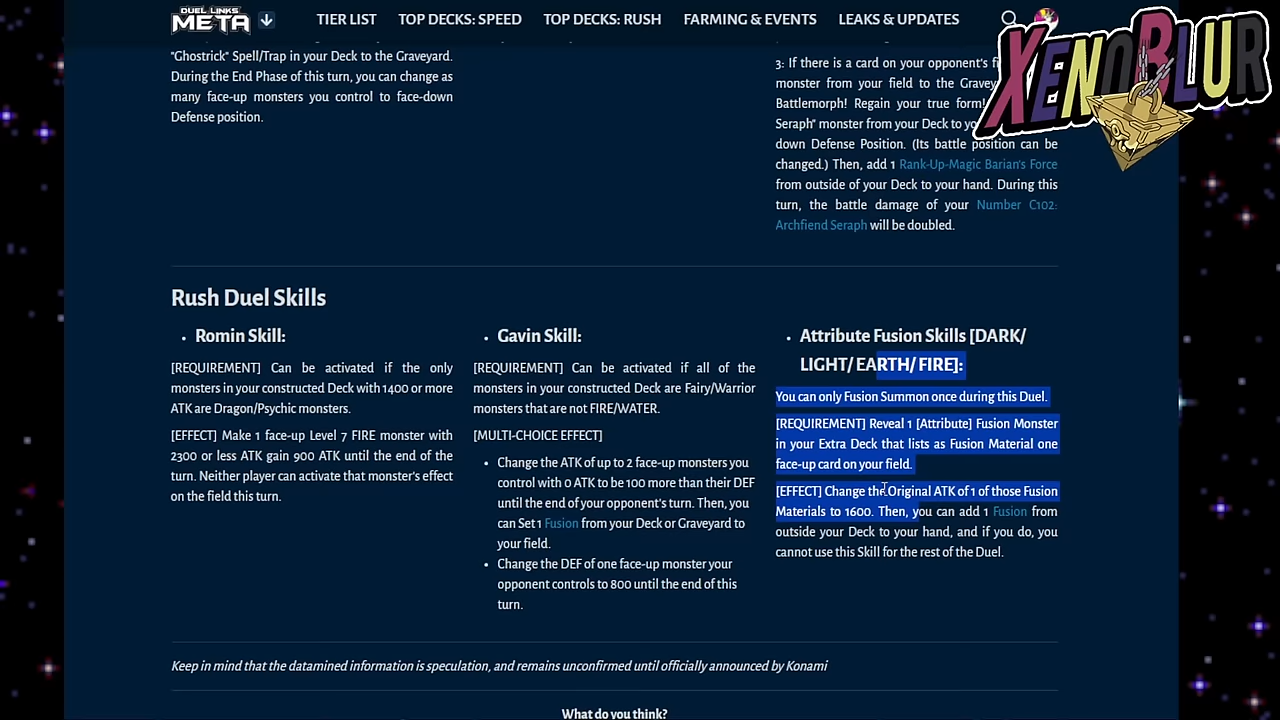 DUEL LINKS
META
TIER LIST
TOP DECKS: SPEED
TOP DECKS: RUSH
FARMING & EVENTS
LEAKS & UPDATES
XENOBLUR
"Ghostrick" Spell/Trap in your Deck to the Graveyard.
During the End Phase of this turn, you can change as
many face-up monsters you control to face-down
Defense position.
3: If there is a card on your opponent's
monster from your field to the
Battlemorph! Regain your true form!
Seraph" monster from your Deck to
down Defense Position. (Its battle position can be
changed.) Then, add 1 Rank-Up-Magic Barian's Force
from outside of your Deck to your hand. During this
turn, the battle damage of your Number C102:
Archfiend Seraph will be doubled.
Rush Duel Skills
• Romin Skill:
[REQUIREMENT] Can be activated if the only
monsters in your constructed Deck with 1400 or more
ATK are Dragon/Psychic monsters.
[EFFECT] Make 1 face-up Level 7 FIRE monster with
2300 or less ATK gain 900 ATK until the end of the
turn. Neither player can activate that monster's effect
on the field this turn.
• Gavin Skill:
[REQUIREMENT] Can be activated if all of the
monsters in your constructed Deck are Fairy/Warrior
monsters that are not FIRE/WATER.
[MULTI-CHOICE EFFECT]
• Change the ATK of up to 2 face-up monsters you
control with 0 ATK to be 100 more than their DEF
until the end of your opponent's turn. Then, you
can Set 1 Fusion from your Deck or Graveyard to
your field.
• Change the DEF of one face-up monster your
opponent controls to 800 until the end of this
turn.
• Attribute Fusion Skills [DARK/
LIGHT/ EARTH/ FIRE]:
You can only Fusion Summon once during this Duel.
[REQUIREMENT] Reveal 1 [Attribute] Fusion Monster
in your Extra Deck that lists as Fusion Material one
face-up card on your field.
[EFFECT] Change the Original ATK of 1 of those Fusion
Materials to 1600. Then, you can add 1 Fusion from
outside your Deck to your hand, and if you do, you
cannot use this Skill for the rest of the Duel.
Keep in mind that the datamined information is speculation, and remains unconfirmed until officially announced by Konami
What do you think?